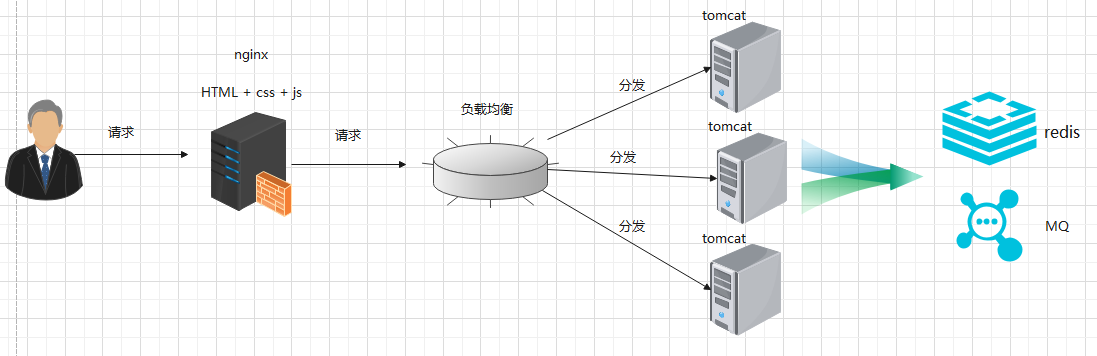 nginx
HTML + css + js
请求
请求
负载均衡
分发
分发
分发
tomcat
tomcat
tomcat
redis
MQ